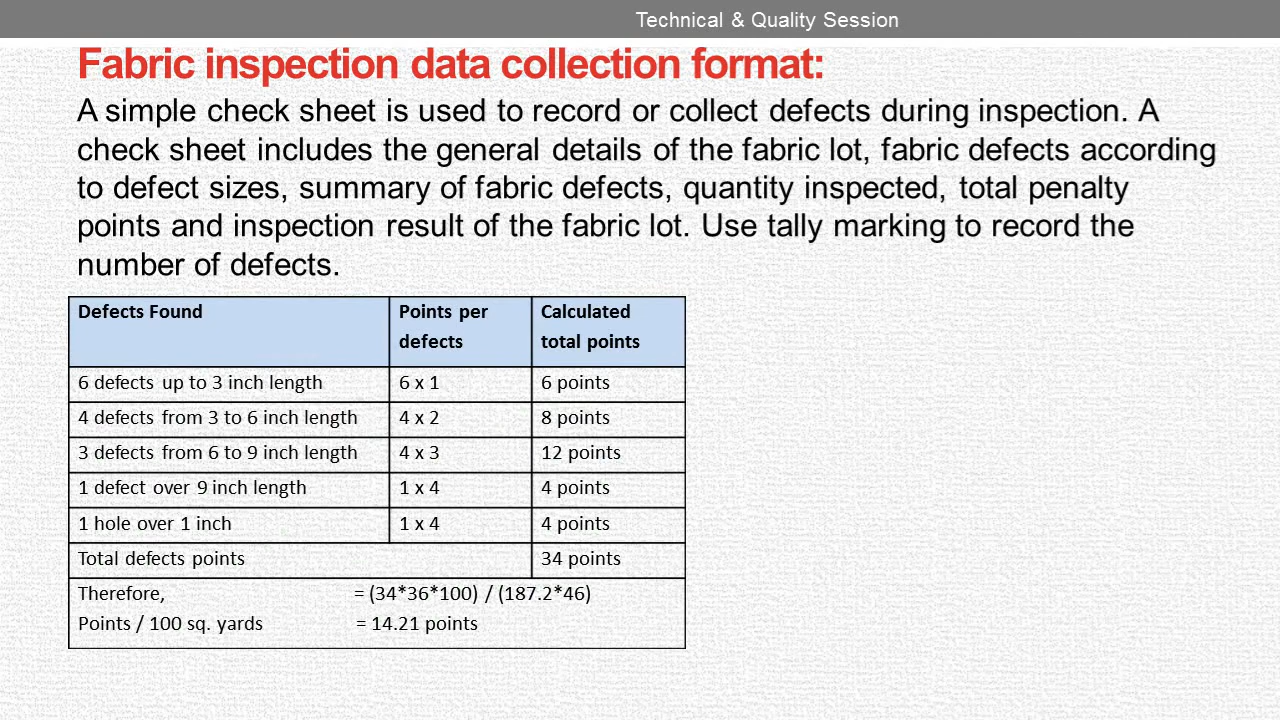 Technical & Quality Session
Fabric inspection data collection format:
A simple check sheet is used to record or collect defects during inspection. A
check sheet includes the general details of the fabric lot, fabric defects according
to defect sizes, summary of fabric defects, quantity inspected, total penalty
points and inspection result of the fabric lot. Use tally marking to record the
number of defects.
Defects Found Points per defects Calculated total points
6 defects up to 3 inch length 6 x 1 6 points
4 defects from 3 to 6 inch length 4 x 2 8 points
3 defects from 6 to 9 inch length 4 x 3 12 points
1 defect over 9 inch length 1 x 4 4 points
1 hole over 1 inch 1 x 4 4 points
Total defects points 34 points
Therefore, = (34*36*100) / (187.2*46)
Points / 100 sq. yards = 14.21 points